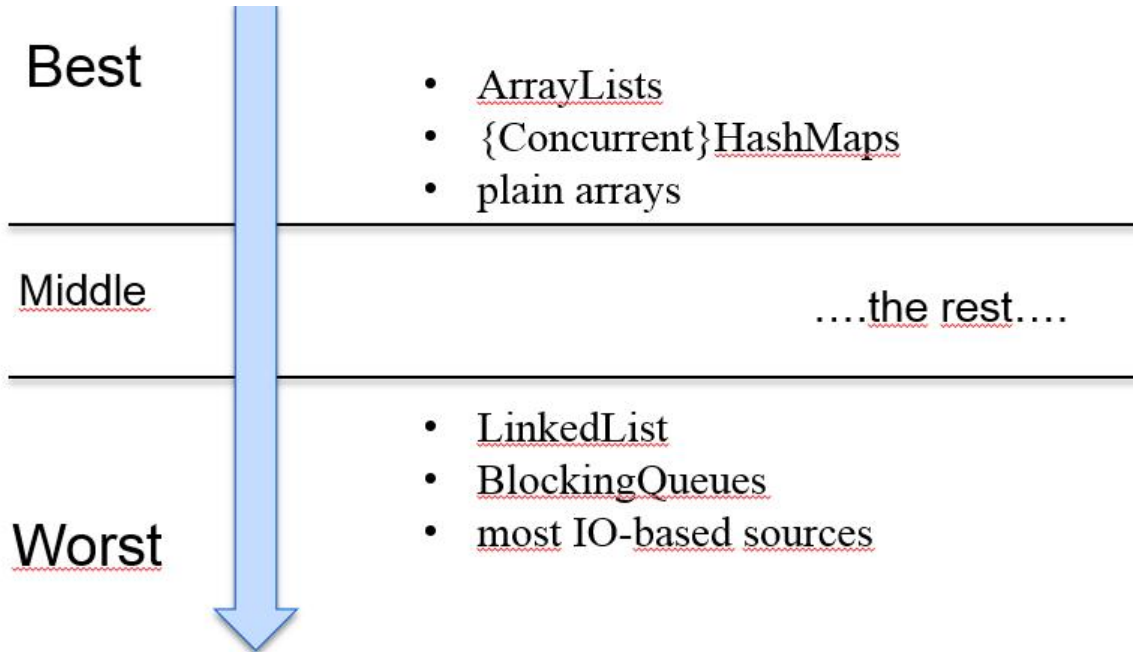 Best
• ArrayLists
• {Concurrent}HashMaps
• plain arrays
Middle
....the rest....
• LinkedList
• BlockingQueues
• most IO-based sources
Worst